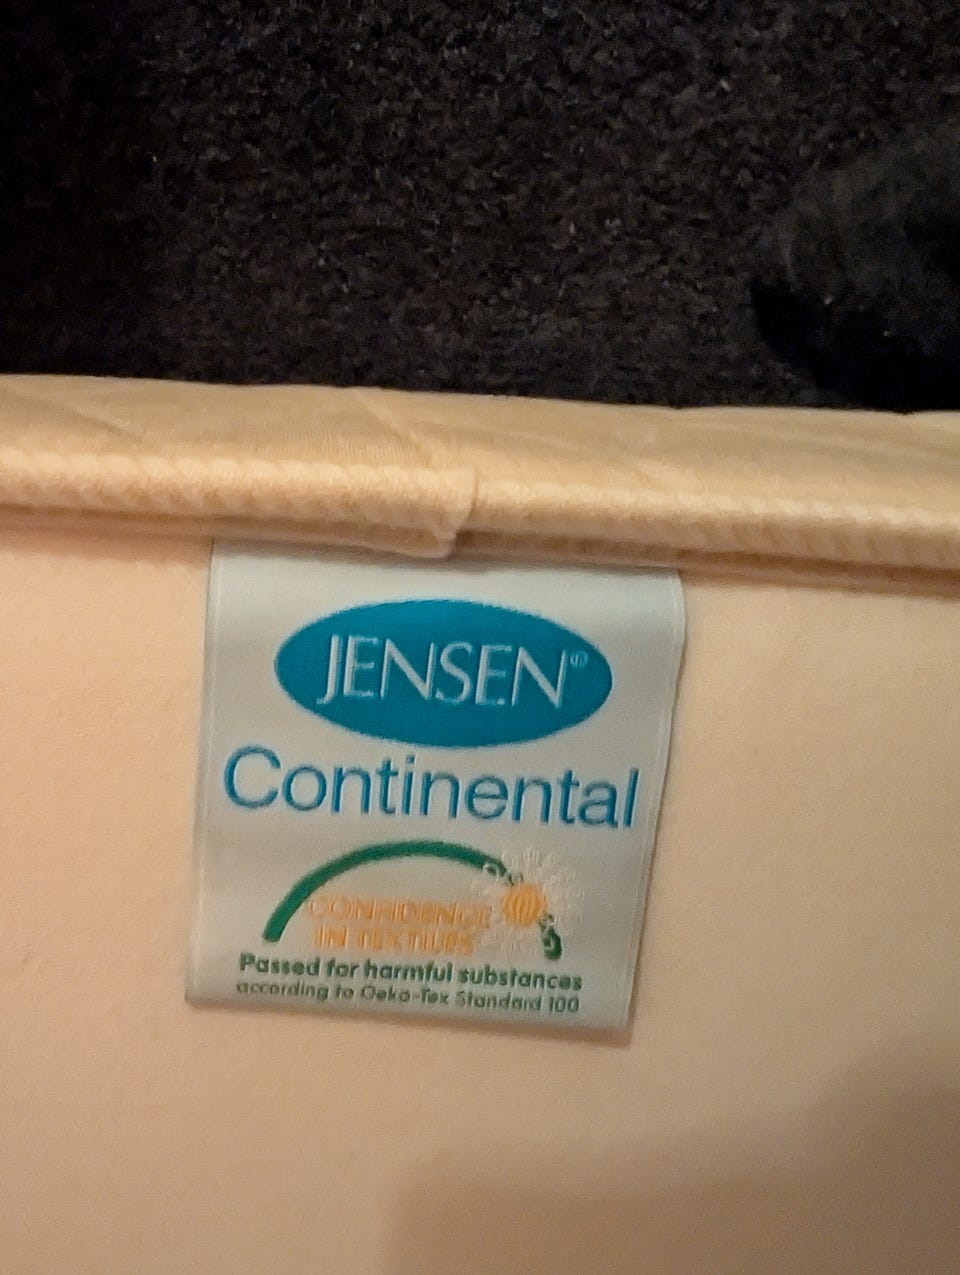 JENSEN®
Continental
CONFIDENCE
IN TEXTILES
Passed for harmful substances
according to Oeko-Tex Standard 100